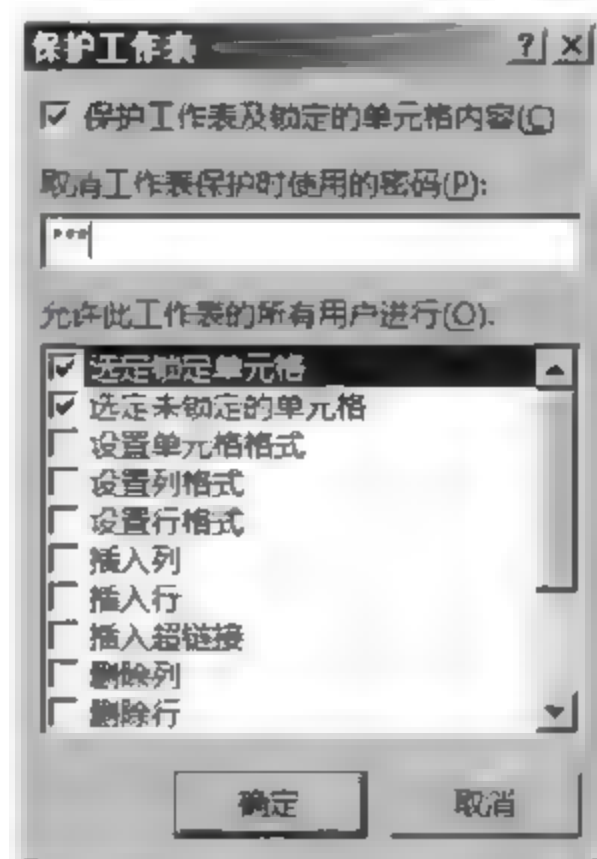 保护工作表
保护工作表及锁定的单元格内容(C)
取消工作表保护时使用的密码(P):
***
允许此工作表的所有用户进行(O):
选定锁定单元格
选定未锁定的单元格
设置单元格格式
设置列格式
设置行格式
插入列
插入行
插入超链接
删除列
删除行
确定 取消